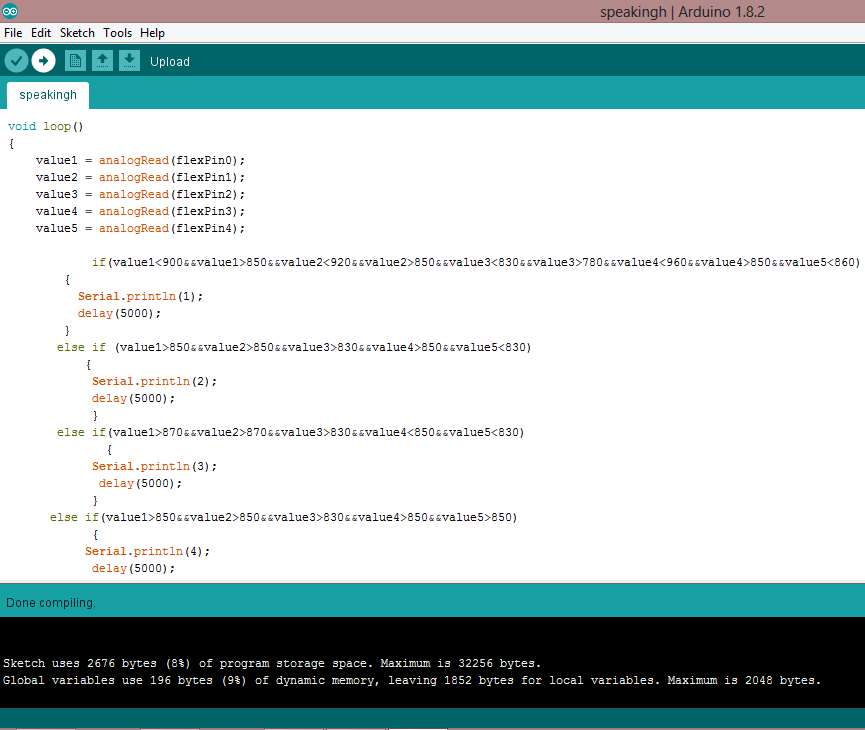 speakingh | Arduino 1.8.2
File Edit Sketch Tools Help
Upload
speakingh
void loop()
{
value1 = analogRead(flexPin0);
value2 = analogRead(flexPin1);
value3 = analogRead(flexPin2);
value4 = analogRead(flexPin3);
value5 = analogRead(flexPin4);
if(value1<900&&value1>850&&value2<920&&value2>850&&value3<830&&value3>780&&value4<960&&value4>850&&value5<860)
{
Serial.println(1);
delay(5000);
}
else if (value1>850&&value2>850&&value3>830&&value4>850&&value5<830)
{
Serial.println(2);
delay(5000);
}
else if(value1>870&&value2>870&&value3>830&&value4<850&&value5<830)
{
Serial.println(3);
delay(5000);
}
else if(value1>850&&value2>850&&value3>830&&value4>850&&value5>850)
{
Serial.println(4);
delay(5000);
Done compiling.
Sketch uses 2676 bytes (8%) of program storage space. Maximum is 32256 bytes.
Global variables use 196 bytes (9%) of dynamic memory, leaving 1852 bytes for local variables. Maximum is 2048 bytes.